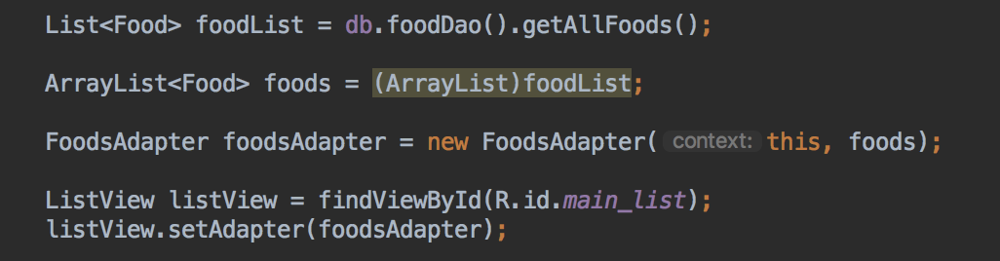 List<Food> foodList = db.foodDao().getAllFoods();
ArrayList<Food> foods = (ArrayList)foodList;
FoodsAdapter foodsAdapter = new FoodsAdapter( context: this, foods);
ListView listView = findViewById(R.id.main_list);
listView.setAdapter(foodsAdapter);